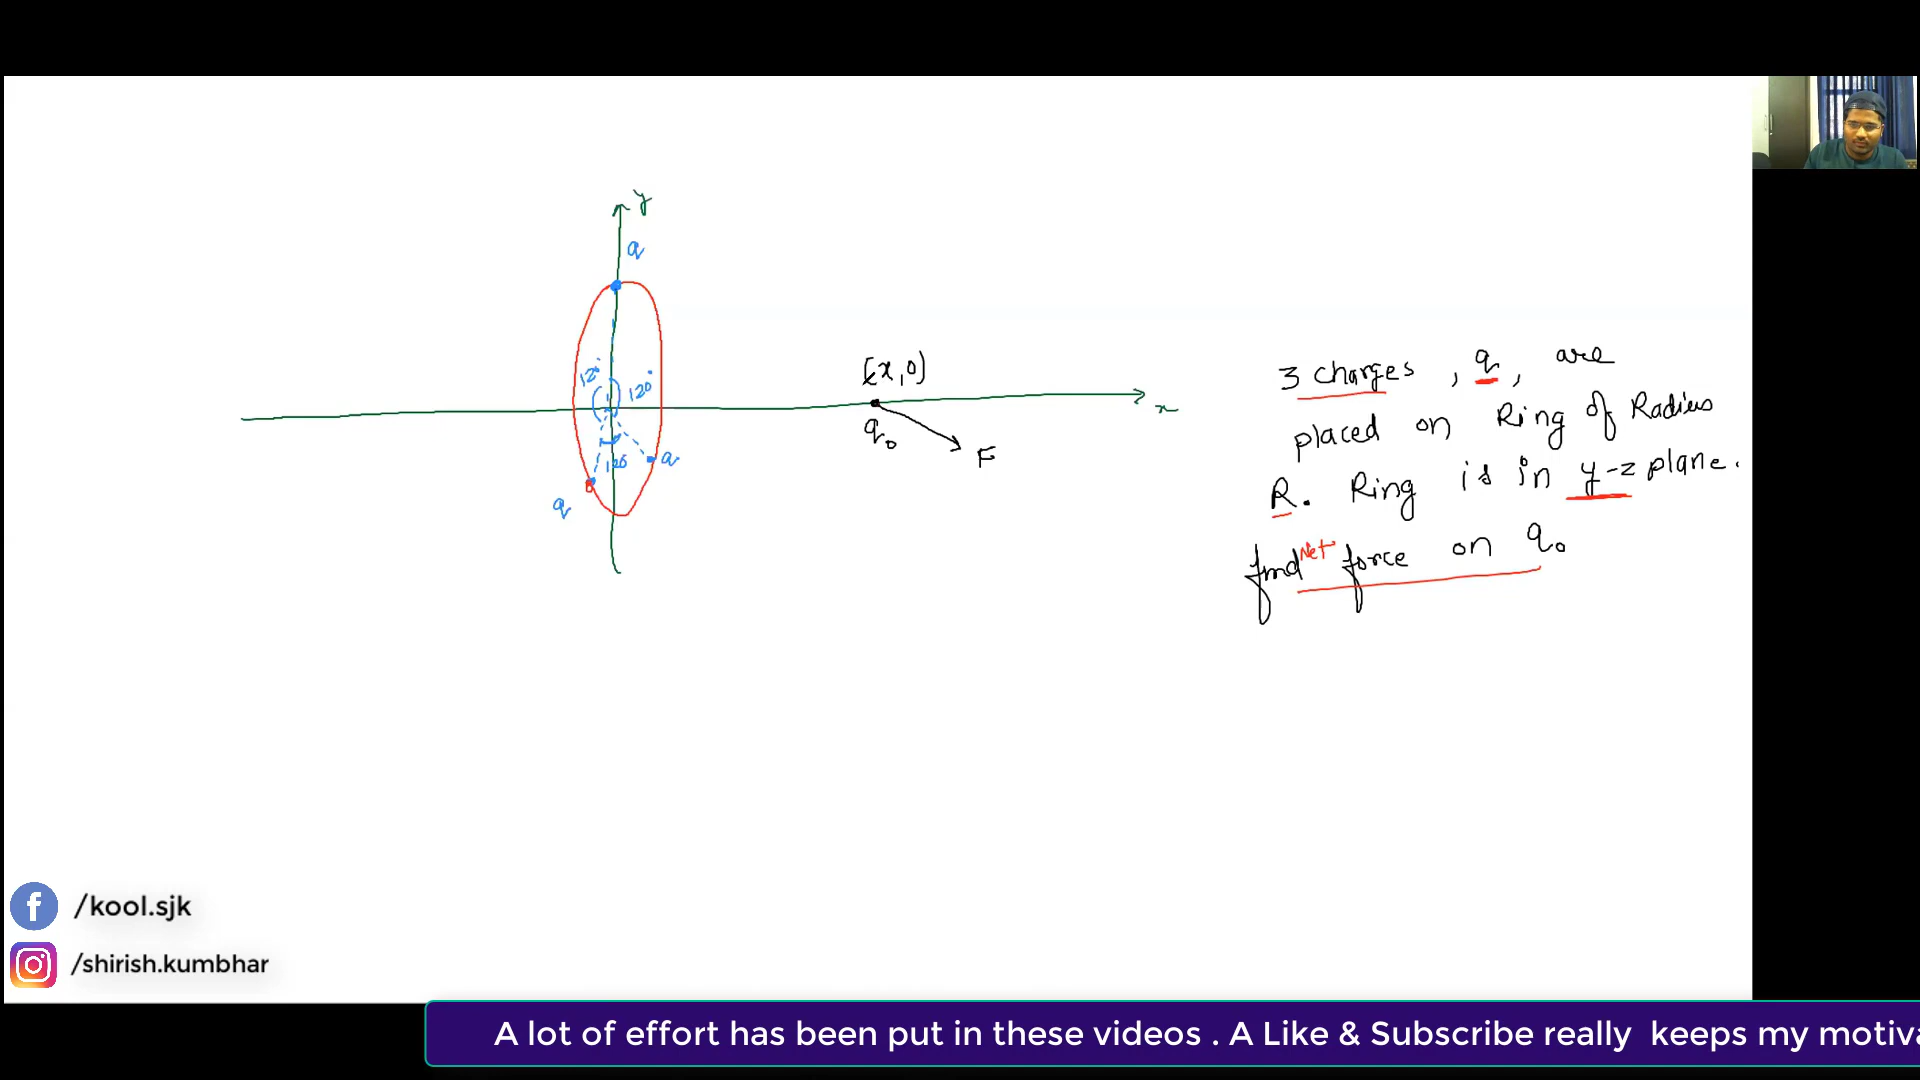 y
q
(x,0)
120°
120°
x
q₀
F
120
q
q
3 charges , q , are
placed on Ring of Radius
R. Ring is in y-z plane.
find Net force on q₀
/kool.sjk
/shirish.kumbhar
A lot of effort has been put in these videos . A Like & Subscribe really keeps my motiva